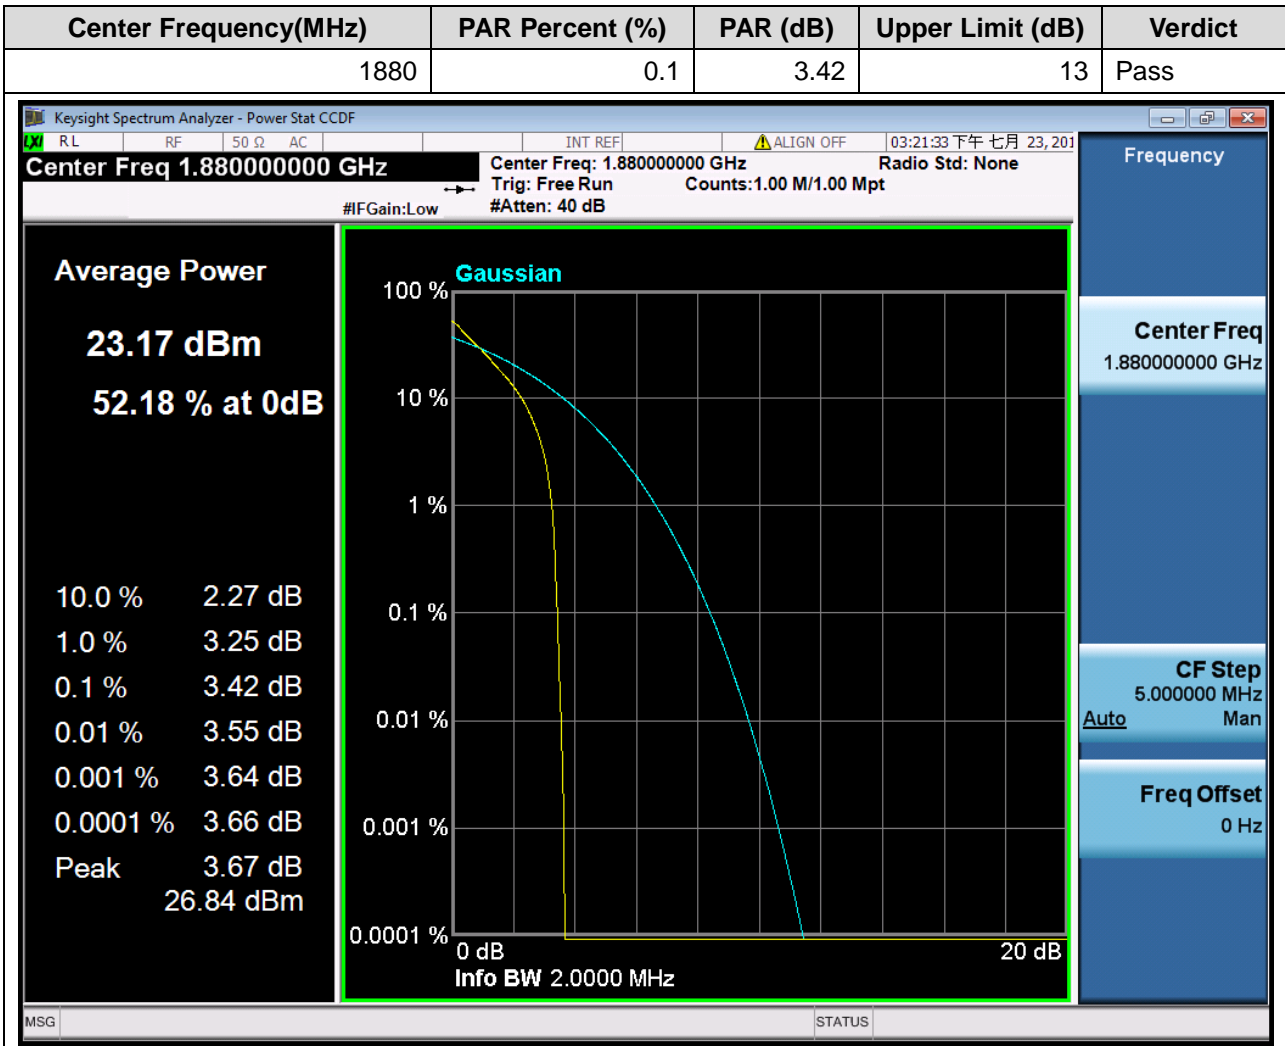 Center Frequency(MHz) PAR Percent (%) PAR (dB) Upper Limit (dB) Verdict
1880 0.1 3.42 13 Pass
Keysight Spectrum Analyzer - Power Stat CCDF
LXI RL RF 50 Ω AC INT REF ALIGN OFF 03:21:33 下午 七月 23, 201
Center Freq 1.880000000 GHz
Center Freq: 1.880000000 GHz Radio Std: None
Trig: Free Run Counts:1.00 M/1.00 Mpt
#IFGain:Low #Atten: 40 dB
Average Power
23.17 dBm
52.18 % at 0dB
10.0 % 2.27 dB
1.0 % 3.25 dB
0.1 % 3.42 dB
0.01 % 3.55 dB
0.001 % 3.64 dB
0.0001 % 3.66 dB
Peak 3.67 dB
26.84 dBm
Gaussian
100 %
10 %
1 %
0.1 %
0.01 %
0.001 %
0.0001 %
0 dB 20 dB
Info BW 2.0000 MHz
Frequency
Center Freq
1.880000000 GHz
CF Step
5.000000 MHz
Auto Man
Freq Offset
0 Hz
MSG STATUS